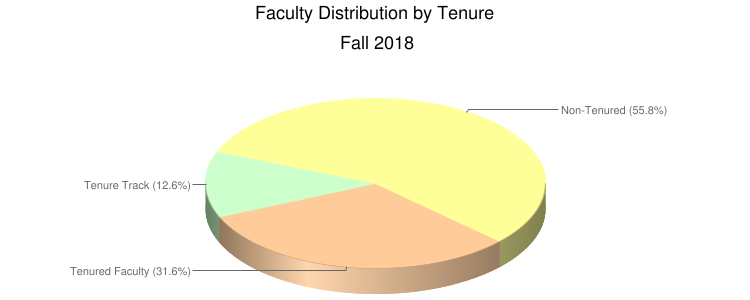 Faculty Distribution by Tenure
Fall 2018
Non-Tenured (55.8%)
Tenure Track (12.6%)
Tenured Faculty (31.6%)